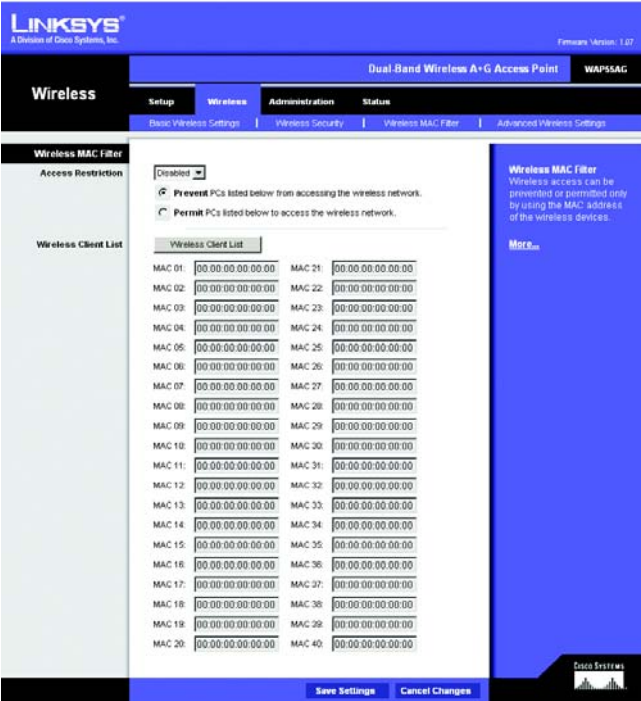 LINKSYS®
A Division of Cisco Systems, Inc.
Firmware Version: 1.07
Dual-Band Wireless A+G Access Point WAP55AG
Wireless
Setup Wireless Administration Status
Basic Wireless Settings | Wireless Security | Wireless MAC Filter | Advanced Wireless Settings
Wireless MAC Filter
Access Restriction
Disabled
Prevent PCs listed below from accessing the wireless network.
Permit PCs listed below to access the wireless network.
Wireless Client List
Wireless Client List
MAC 01: 00:00:00:00:00:00 MAC 21: 00:00:00:00:00:00
MAC 02: 00:00:00:00:00:00 MAC 22: 00:00:00:00:00:00
MAC 03: 00:00:00:00:00:00 MAC 23: 00:00:00:00:00:00
MAC 04: 00:00:00:00:00:00 MAC 24: 00:00:00:00:00:00
MAC 05: 00:00:00:00:00:00 MAC 25: 00:00:00:00:00:00
MAC 06: 00:00:00:00:00:00 MAC 26: 00:00:00:00:00:00
MAC 07: 00:00:00:00:00:00 MAC 27: 00:00:00:00:00:00
MAC 08: 00:00:00:00:00:00 MAC 28: 00:00:00:00:00:00
MAC 09: 00:00:00:00:00:00 MAC 29: 00:00:00:00:00:00
MAC 10: 00:00:00:00:00:00 MAC 30: 00:00:00:00:00:00
MAC 11: 00:00:00:00:00:00 MAC 31: 00:00:00:00:00:00
MAC 12: 00:00:00:00:00:00 MAC 32: 00:00:00:00:00:00
MAC 13: 00:00:00:00:00:00 MAC 33: 00:00:00:00:00:00
MAC 14: 00:00:00:00:00:00 MAC 34: 00:00:00:00:00:00
MAC 15: 00:00:00:00:00:00 MAC 35: 00:00:00:00:00:00
MAC 16: 00:00:00:00:00:00 MAC 36: 00:00:00:00:00:00
MAC 17: 00:00:00:00:00:00 MAC 37: 00:00:00:00:00:00
MAC 18: 00:00:00:00:00:00 MAC 38: 00:00:00:00:00:00
MAC 19: 00:00:00:00:00:00 MAC 39: 00:00:00:00:00:00
MAC 20: 00:00:00:00:00:00 MAC 40: 00:00:00:00:00:00
Wireless MAC Filter
Wireless access can be
prevented or permitted only
by using the MAC address
of the wireless devices.
More...
Save Settings Cancel Changes
CISCO SYSTEMS